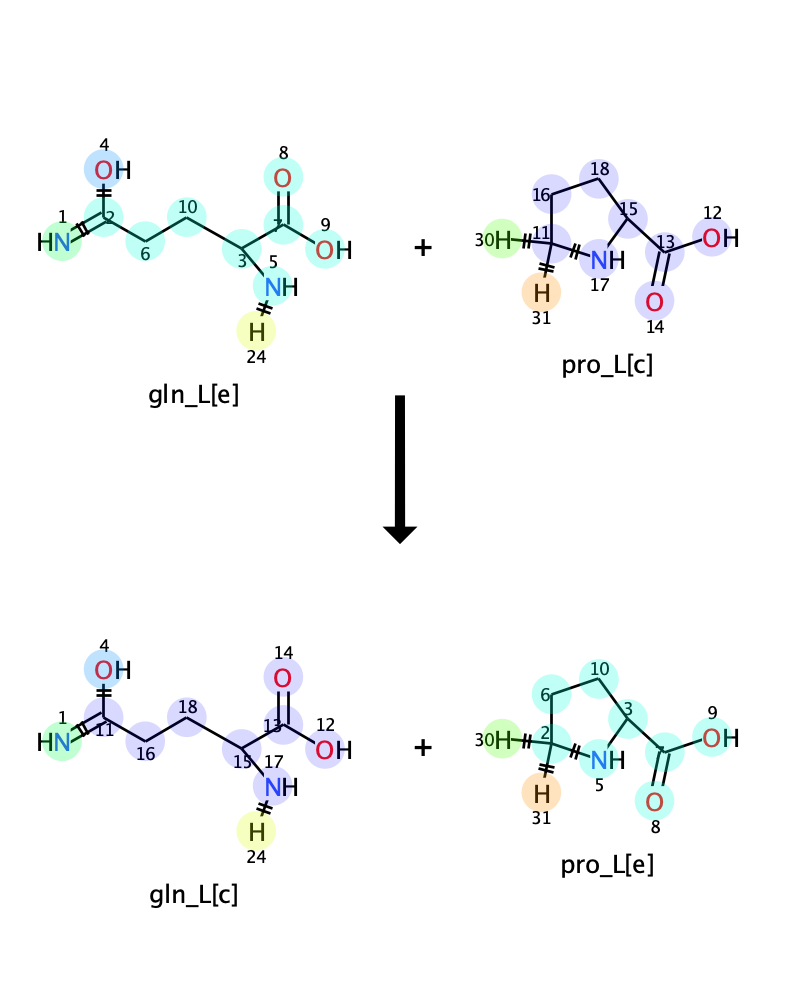 4 8
OH O
1 2 10 7 9
HN 6 3 5 OH
NH
H
24
gln_L[e]
+
18
16 15 12
30 H 11 13 OH
NH
17
H O
31 14
pro_L[c]
4 14
OH O
1 11 18 13 12
HN 16 15 17 OH
NH
H
24
gln_L[c]
+
10
6 3 9
30 H 2 OH
NH
5
H O
31 8
pro_L[e]